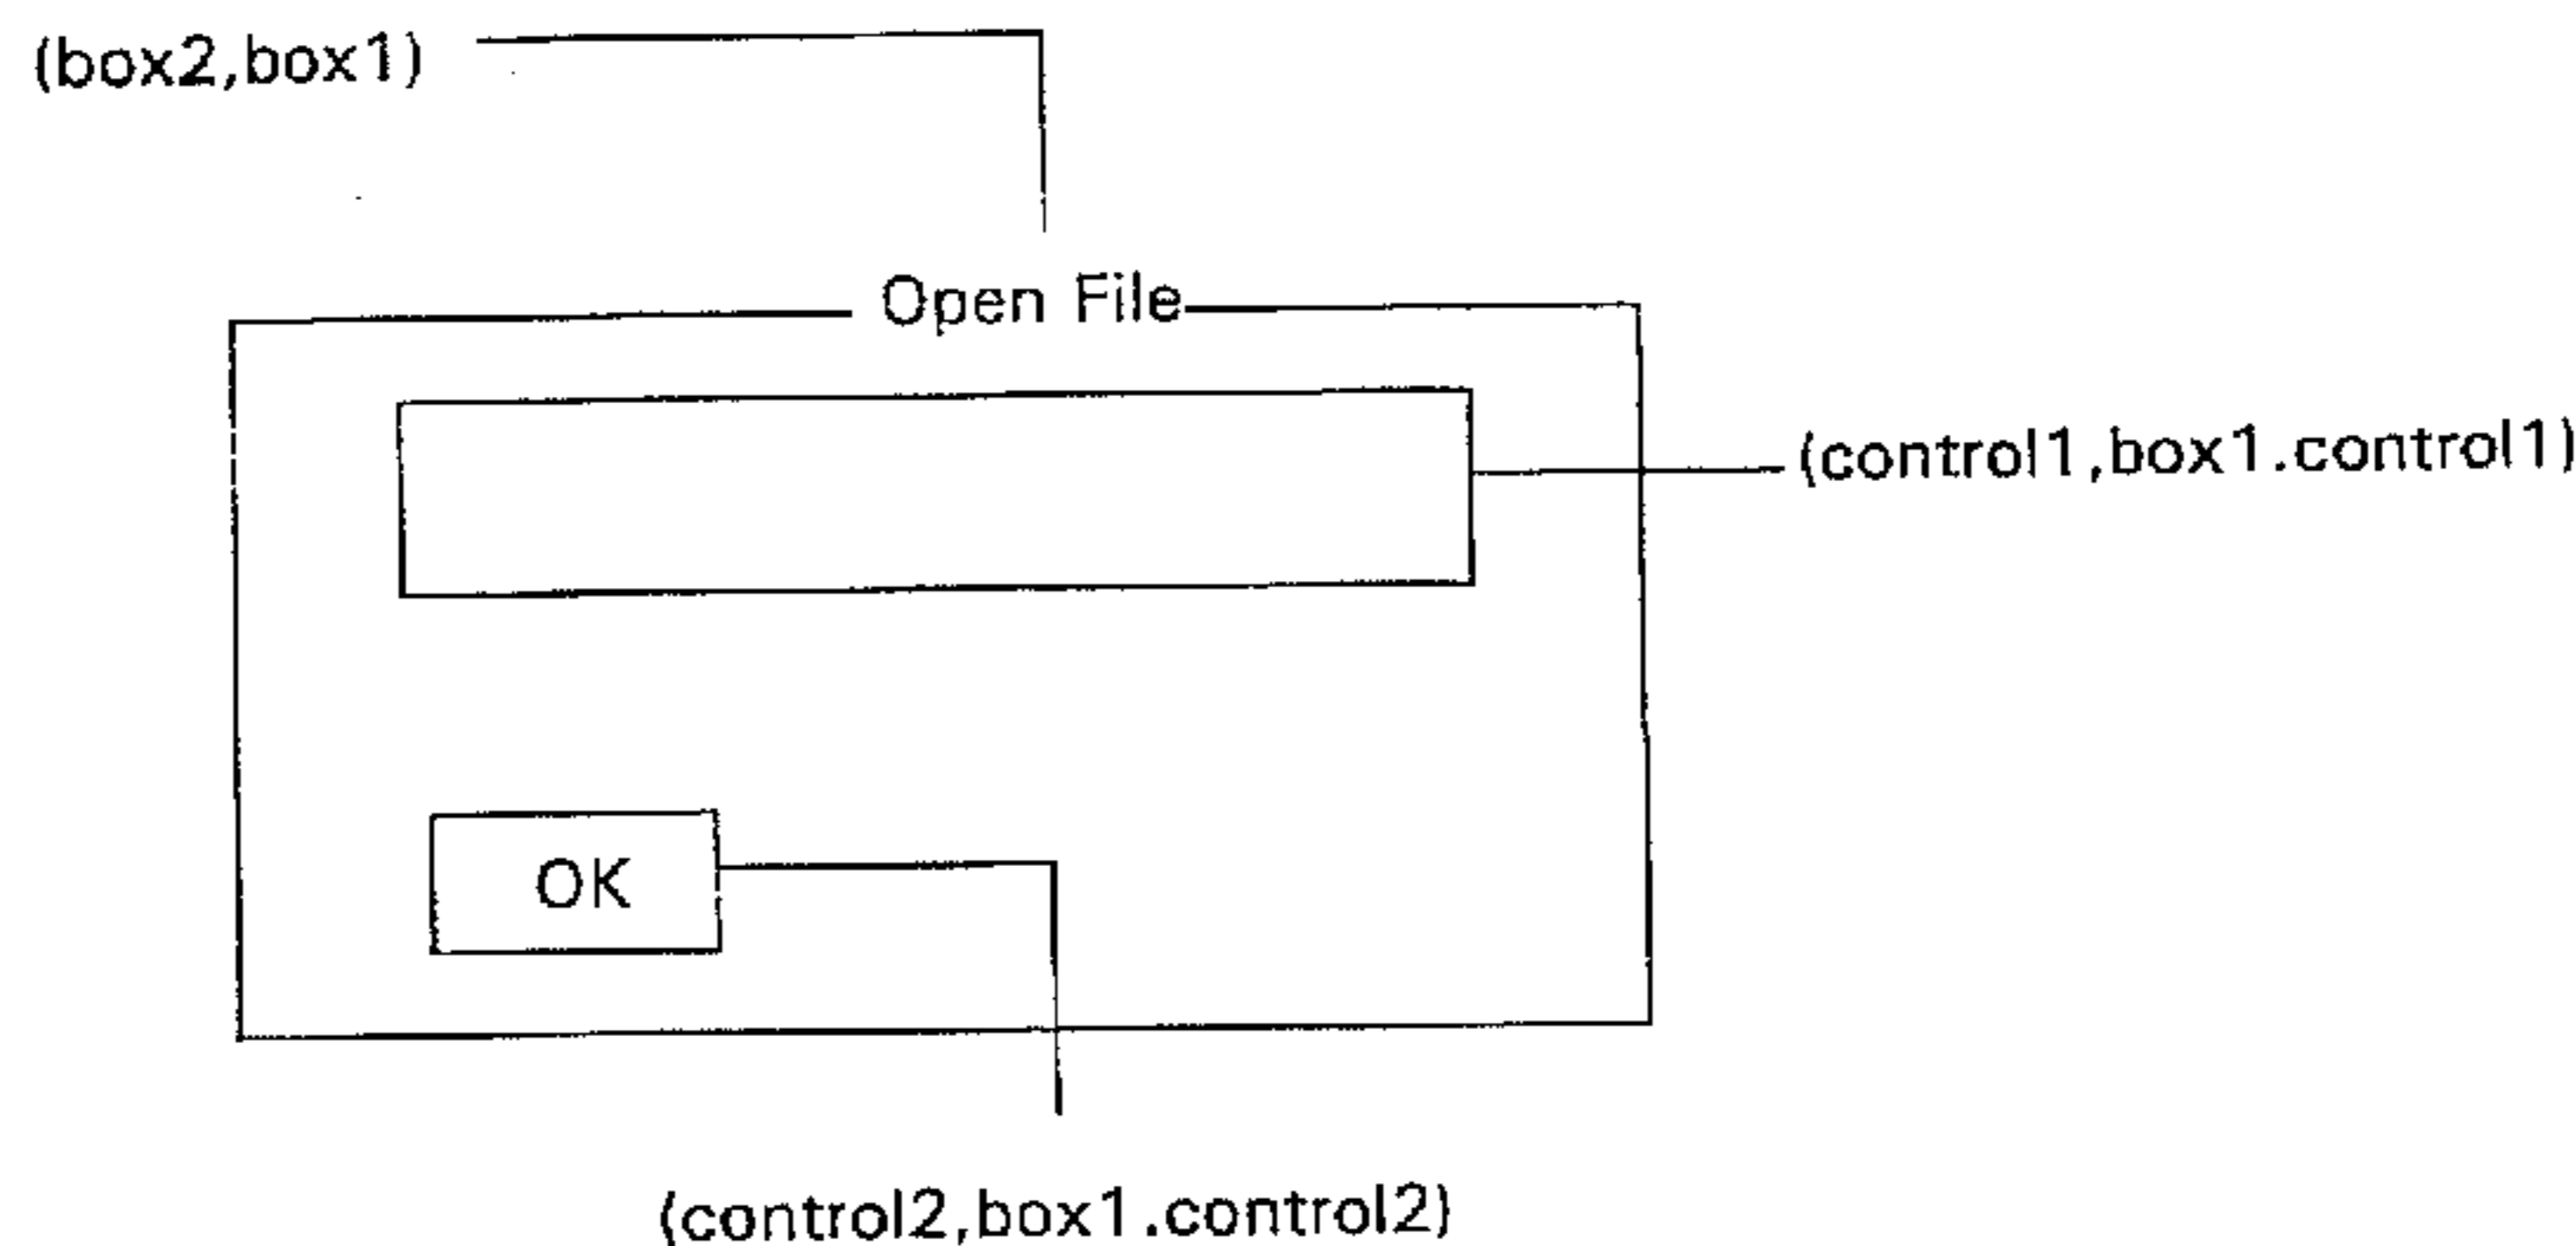 (box2,box1)
Open File
(control1,box1.control1)
OK
(control2,box1.control2)